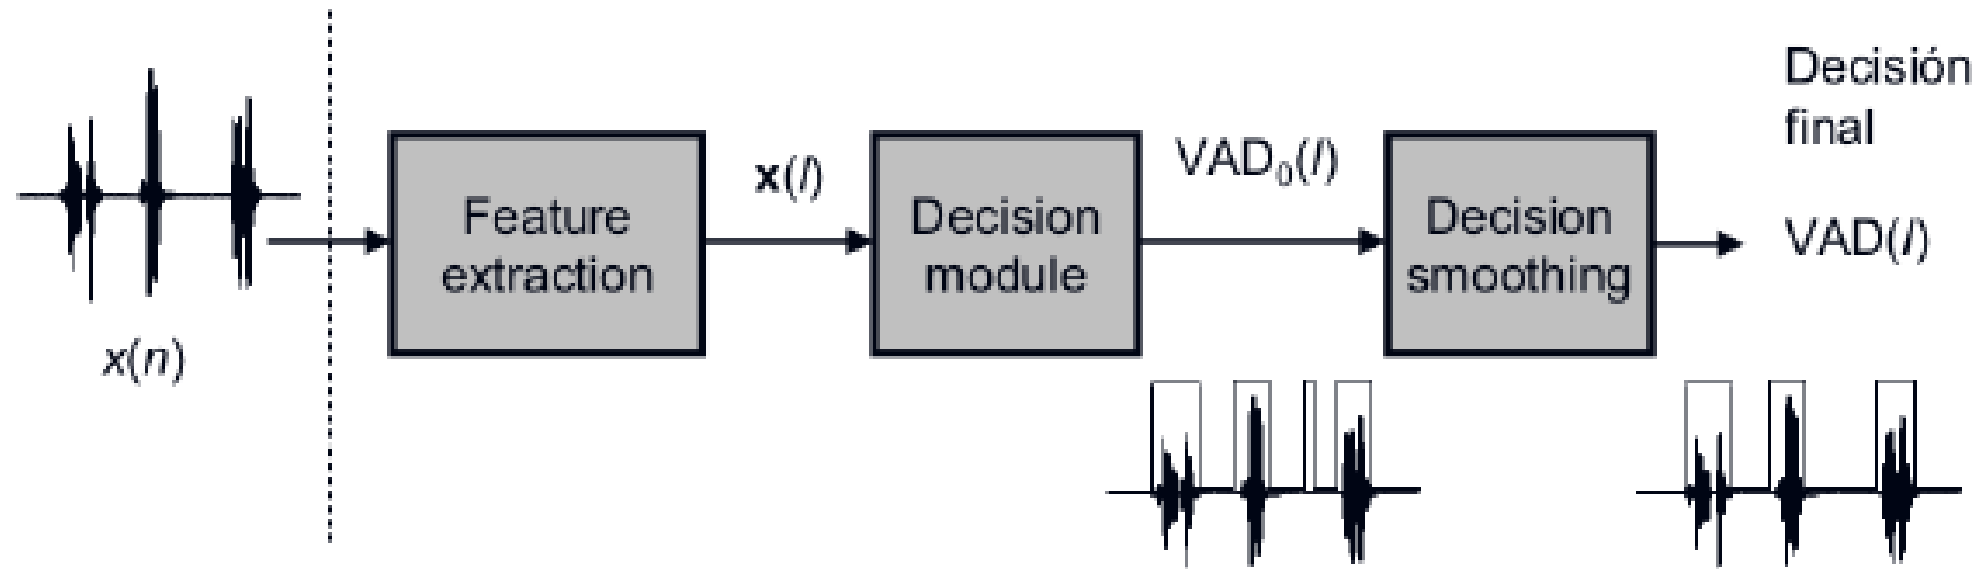 x(n)
Feature
extraction
x(l)
Decision
module
VAD₀(l)
Decision
smoothing
Decisión
final
VAD(l)